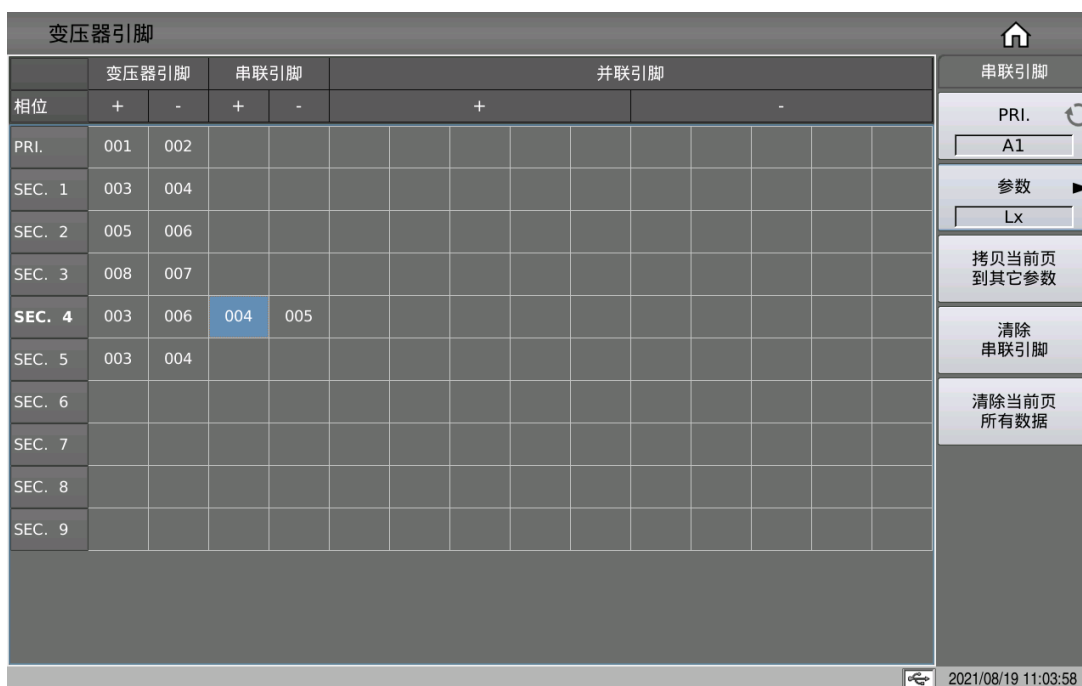 变压器引脚
变压器引脚 串联引脚 并联引脚
相位 + - + - + -
PRI. 001 002
SEC. 1 003 004
SEC. 2 005 006
SEC. 3 008 007
SEC. 4 003 006 004 005
SEC. 5 003 004
SEC. 6
SEC. 7
SEC. 8
SEC. 9
串联引脚
PRI.
A1
参数
Lx
拷贝当前页
到其它参数
清除
串联引脚
清除当前页
所有数据
2021/08/19 11:03:58